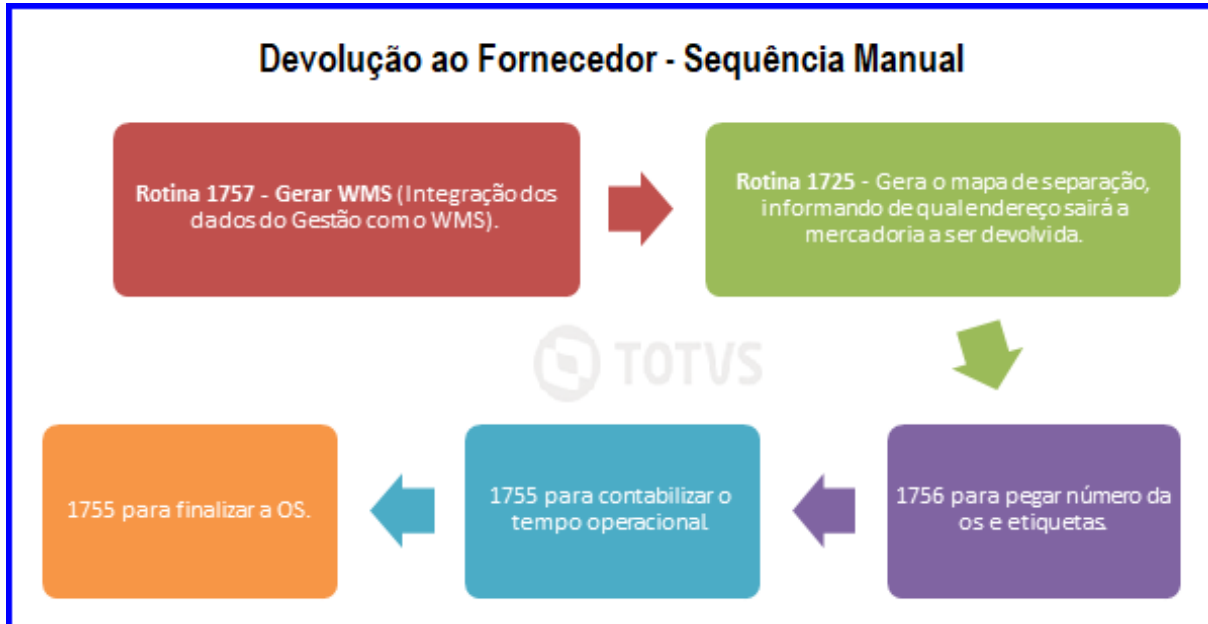 Devolução ao Fornecedor - Sequência Manual
Rotina 1757 - Gerar WMS (Integração dos
dados do Gestão com o WMS).
Rotina 1725 - Gera o mapa de separação,
informando de qual endereço sairá a
mercadoria a ser devolvida.
TOTVS
1755 para finalizar a OS.
1755 para contabilizar o
tempo operacional
1756 para pegar número da
os e etiquetas.